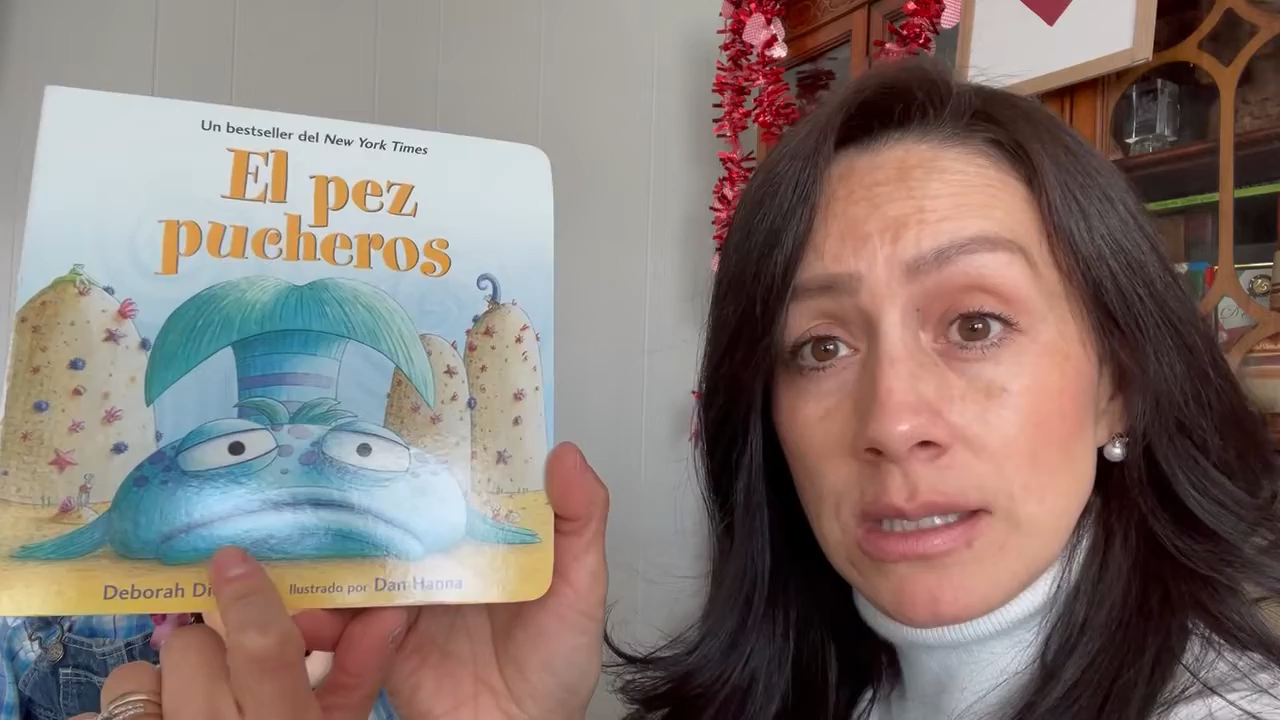 Un bestseller del New York Times
El pez
pucheros
Deborah
Ilustrado por Dan Hanna